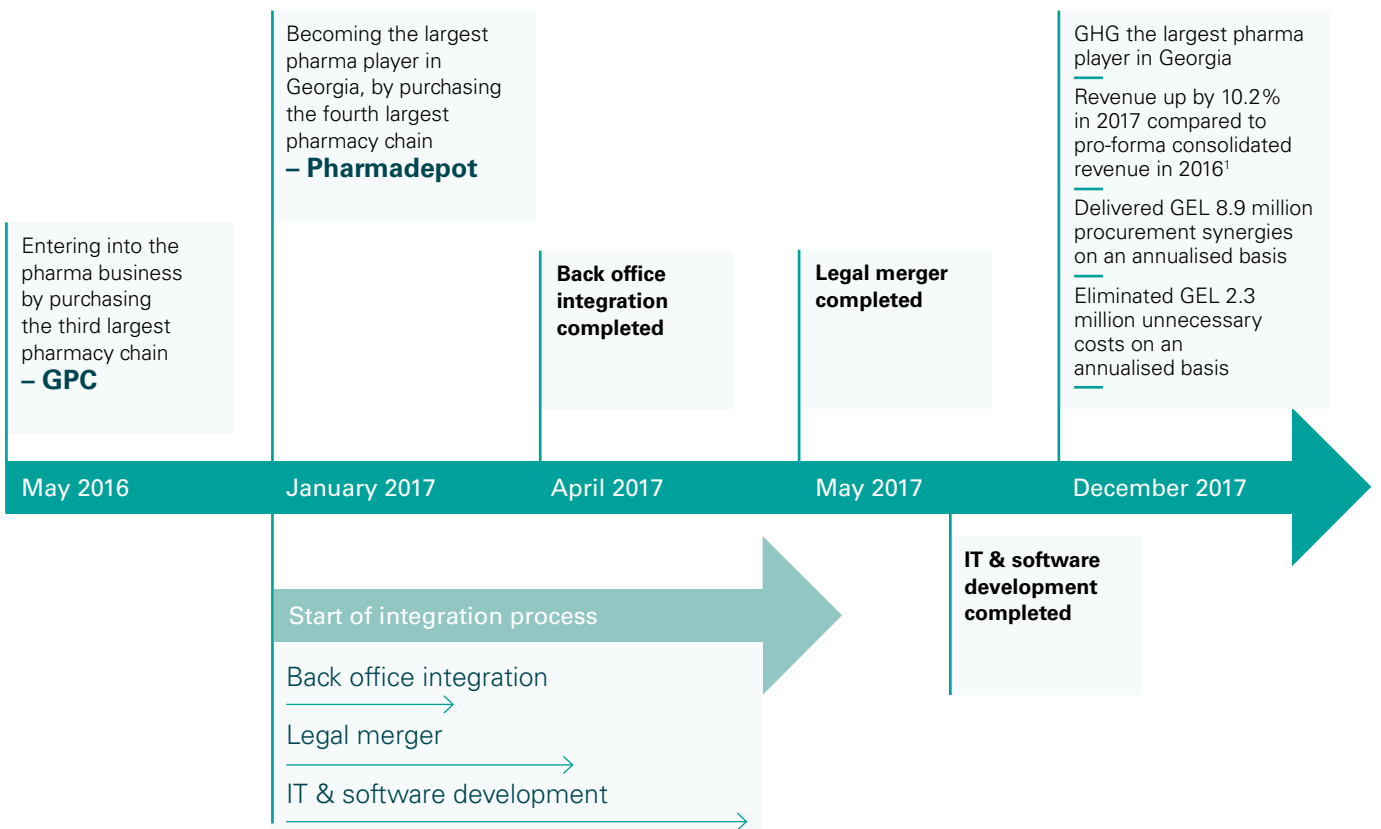 Becoming the largest
pharma player in
Georgia, by purchasing
the fourth largest
pharmacy chain
– Pharmadepot
GHG the largest pharma
player in Georgia
Revenue up by 10.2%
in 2017 compared to
pro-forma consolidated
revenue in 2016¹
Delivered GEL 8.9 million
procurement synergies
on an annualised basis
Eliminated GEL 2.3
million unnecessary
costs on an
annualised basis
Entering into the
pharma business
by purchasing
the third largest
pharmacy chain
– GPC
Back office
integration
completed
Legal merger
completed
May 2016
January 2017
April 2017
May 2017
December 2017
IT & software
development
completed
Start of integration process
Back office integration
Legal merger
IT & software development